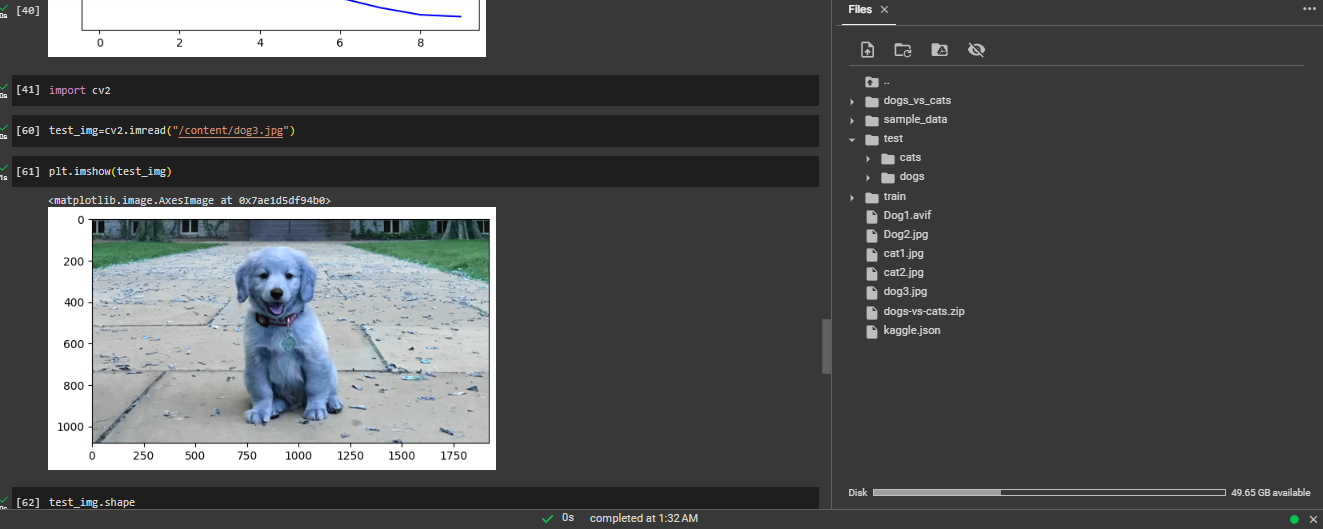 [40]
0 2 4 6 8
[41] import cv2
0s
[60] test_img=cv2.imread("/content/dog3.jpg")
0s
[61] plt.imshow(test_img)
1s
<matplotlib.image.AxesImage at 0x7ae1d5df94b0>
0
200
400
600
800
1000
0 250 500 750 1000 1250 1500 1750
[62] test_img.shape
0s completed at 1:32 AM
Files
..
dogs_vs_cats
sample_data
test
cats
dogs
train
Dog1.avif
Dog2.jpg
cat1.jpg
cat2.jpg
dog3.jpg
dogs-vs-cats.zip
kaggle.json
Disk 49.65 GB available